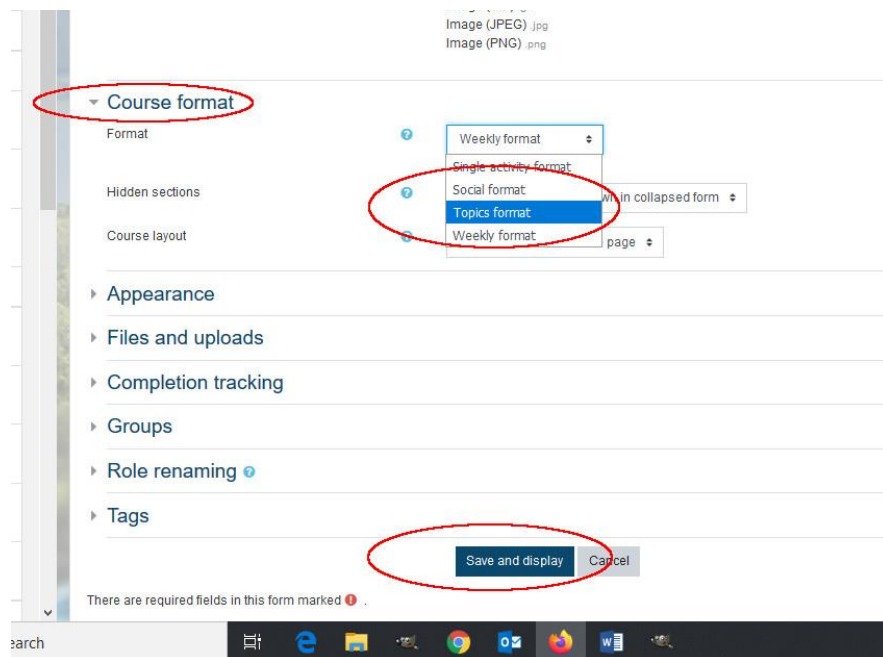 Image (JPEG) .jpg
Image (PNG) .png
Course format
Format
Weekly format
Single activity format
Social format
Topics format
Weekly format
Hidden sections
in collapsed form
Course layout
page
Appearance
Files and uploads
Completion tracking
Groups
Role renaming
Tags
Save and display Cancel
There are required fields in this form marked .